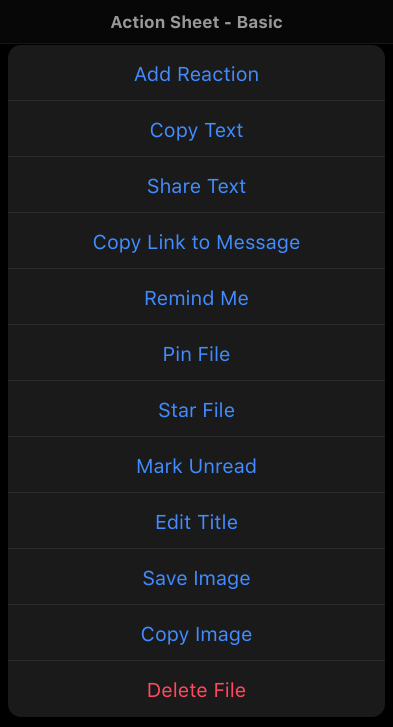 Action Sheet - Basic
Add Reaction
Copy Text
Share Text
Copy Link to Message
Remind Me
Pin File
Star File
Mark Unread
Edit Title
Save Image
Copy Image
Delete File